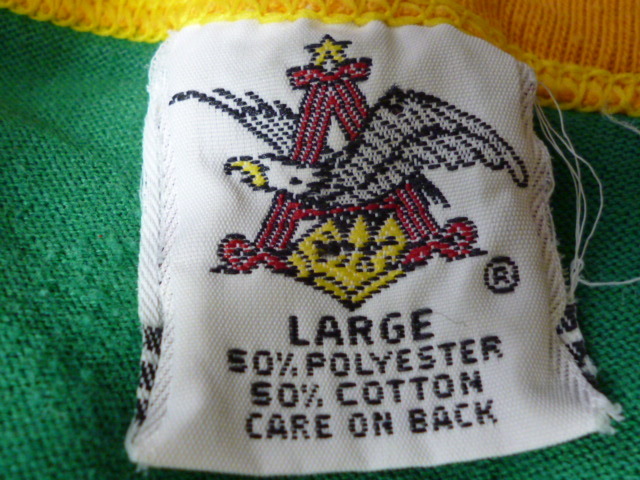 A
®
LARGE
50% POLYESTER
50% COTTON
CARE ON BACK